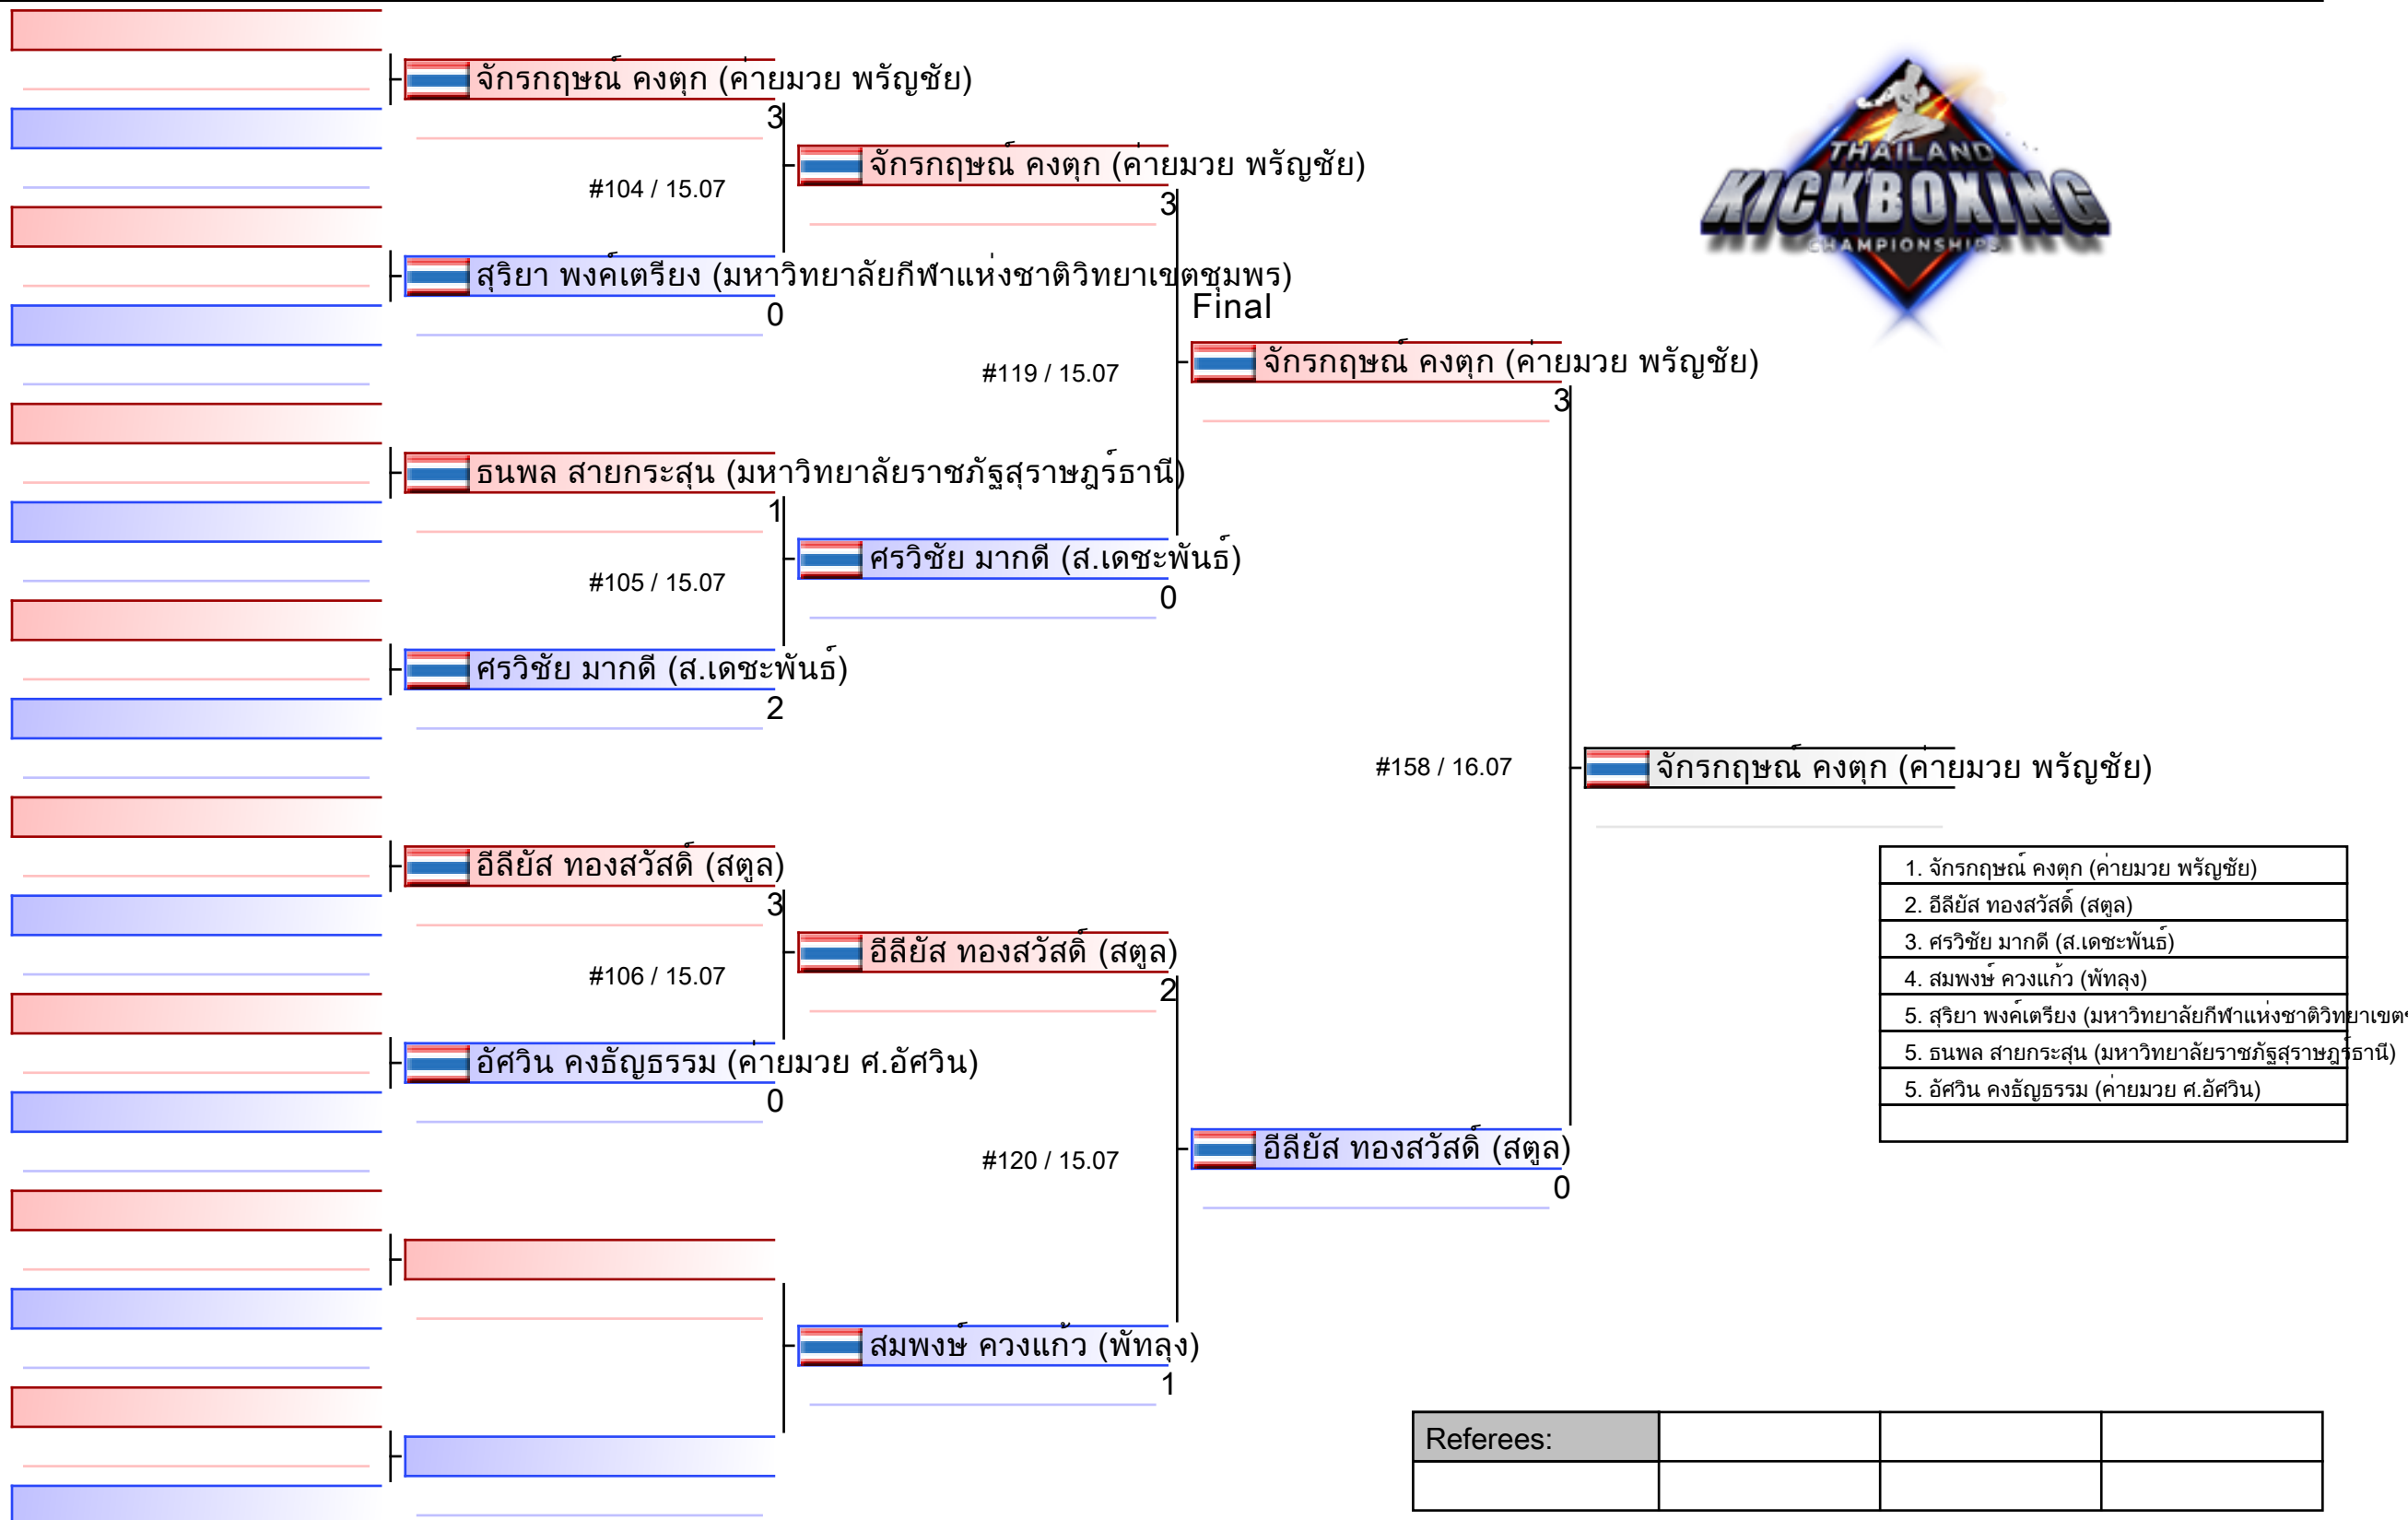 จักรกฤษณ์ คงตุก (ค่ายมวย พรัญชัย)
3
#104 / 15.07
สุริยา พงค์เตรียง (มหาวิทยาลัยกีฬาแห่งชาติวิทยาเขตชุมพร)
0
ธนพล สายกระสุน (มหาวิทยาลัยราชภัฐสุราษฎร์ธานี)
1
#105 / 15.07
ศรวิชัย มากดี (ส.เดชะพันธ์)
2
อีลียัส ทองสวัสดิ์ (สตูล)
3
#106 / 15.07
อัศวิน คงธัญธรรม (ค่ายมวย ศ.อัศวิน)
0
จักรกฤษณ์ คงตุก (ค่ายมวย พรัญชัย)
3
#119 / 15.07
ศรวิชัย มากดี (ส.เดชะพันธ์)
0
อีลียัส ทองสวัสดิ์ (สตูล)
2
#120 / 15.07
สมพงษ์ ควงแก้ว (พัทลุง)
1
Final
จักรกฤษณ์ คงตุก (ค่ายมวย พรัญชัย)
3
#158 / 16.07
อีลียัส ทองสวัสดิ์ (สตูล)
0
THAILAND
KICKBOXING
CHAMPIONSHIPS
จักรกฤษณ์ คงตุก (ค่ายมวย พรัญชัย)
1. จักรกฤษณ์ คงตุก (ค่ายมวย พรัญชัย)
2. อีลียัส ทองสวัสดิ์ (สตูล)
3. ศรวิชัย มากดี (ส.เดชะพันธ์)
4. สมพงษ์ ควงแก้ว (พัทลุง)
5. สุริยา พงค์เตรียง (มหาวิทยาลัยกีฬาแห่งชาติวิทยาเขต
5. ธนพล สายกระสุน (มหาวิทยาลัยราชภัฐสุราษฎร์ธานี)
5. อัศวิน คงธัญธรรม (ค่ายมวย ศ.อัศวิน)
Referees: